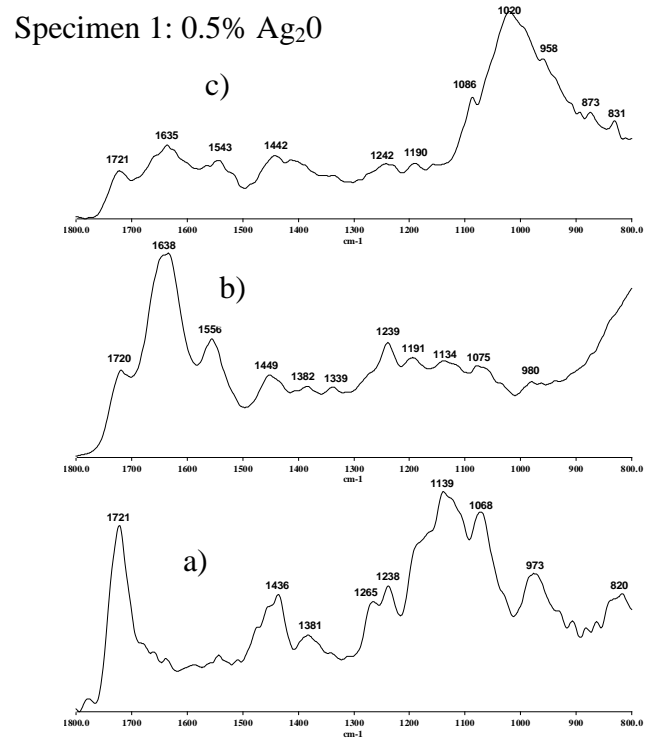 Specimen 1: 0.5% Ag₂0
c)
1721 1635 1543 1442 1242 1190 1086 1020 958 873 831
1800.0 1700 1600 1500 1400 1300 1200 1100 1000 900 800.0
cm-1
b)
1720 1638 1556 1449 1382 1339 1239 1191 1134 1075 980
1800.0 1700 1600 1500 1400 1300 1200 1100 1000 900 800.0
cm-1
a)
1721 1436 1381 1265 1238 1139 1068 973 820
1800.0 1700 1600 1500 1400 1300 1200 1100 1000 900 800.0
cm-1